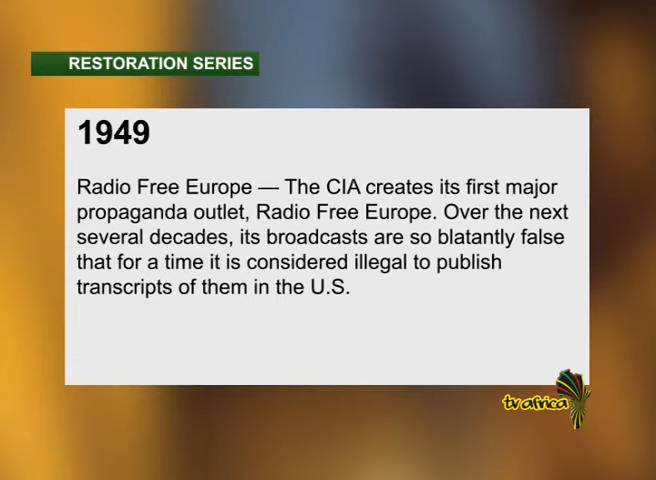 RESTORATION SERIES
1949
Radio Free Europe — The CIA creates its first major
propaganda outlet, Radio Free Europe. Over the next
several decades, its broadcasts are so blatantly false
that for a time it is considered illegal to publish
transcripts of them in the U.S.
tv africa